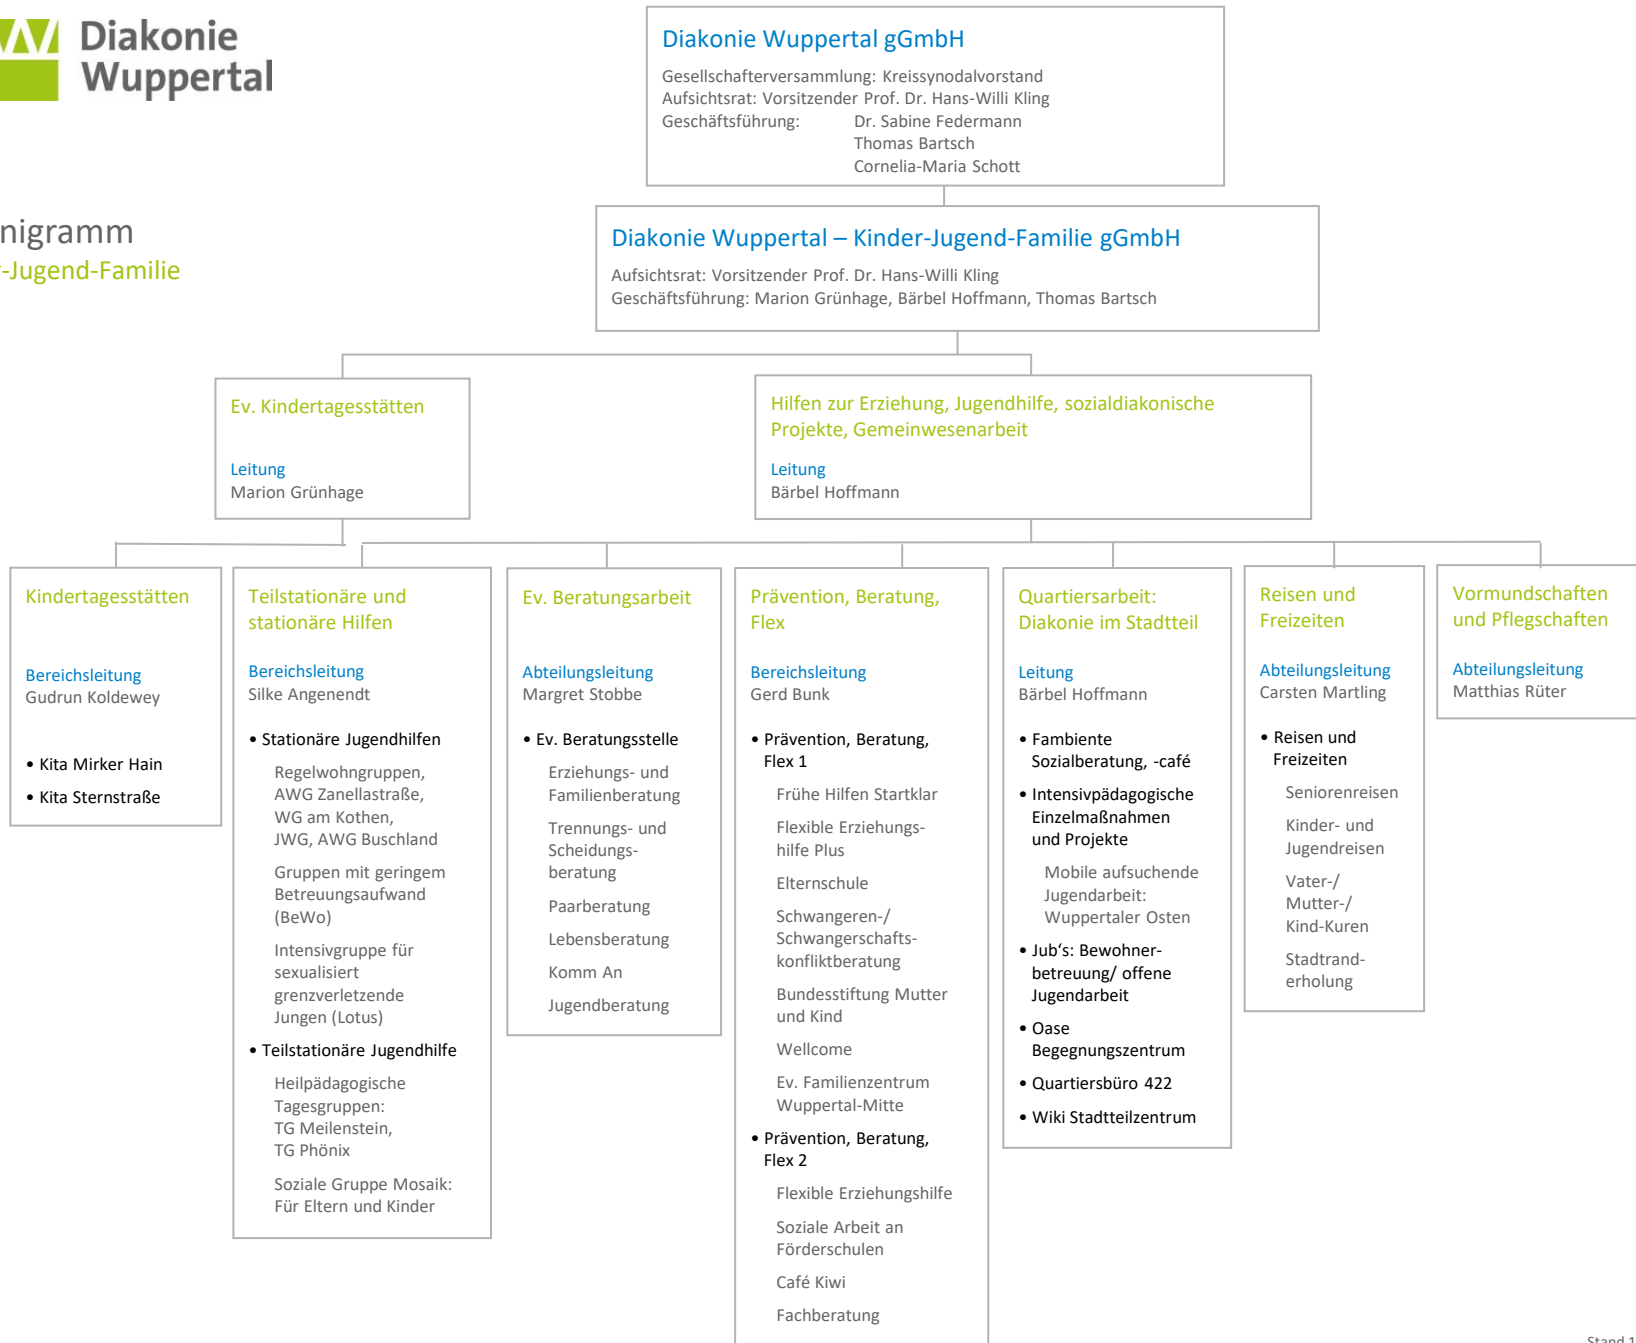 Diakonie
Wuppertal
nigramm
-Jugend-Familie
Diakonie Wuppertal gGmbH
Gesellschafterversammlung: Kreissynodalvorstand
Aufsichtsrat: Vorsitzender Prof. Dr. Hans-Willi Kling
Geschäftsführung: Dr. Sabine Federmann
Thomas Bartsch
Cornelia-Maria Schott
Diakonie Wuppertal – Kinder-Jugend-Familie gGmbH
Aufsichtsrat: Vorsitzender Prof. Dr. Hans-Willi Kling
Geschäftsführung: Marion Grünhage, Bärbel Hoffmann, Thomas Bartsch
Ev. Kindertagesstätten
Leitung
Marion Grünhage
Hilfen zur Erziehung, Jugendhilfe, sozialdiakonische
Projekte, Gemeinwesenarbeit
Leitung
Bärbel Hoffmann
Kindertagesstätten
Bereichsleitung
Gudrun Koldewey
• Kita Mirker Hain
• Kita Sternstraße
Teilstationäre und
stationäre Hilfen
Bereichsleitung
Silke Angenendt
• Stationäre Jugendhilfen
Regelwohngruppen,
AWG Zanellastraße,
WG am Kothen,
JWG, AWG Buschland
Gruppen mit geringem
Betreuungsaufwand
(BeWo)
Intensivgruppe für
sexualisiert
grenzverletzende
Jungen (Lotus)
• Teilstationäre Jugendhilfe
Heilpädagogische
Tagesgruppen:
TG Meilenstein,
TG Phönix
Soziale Gruppe Mosaik:
Für Eltern und Kinder
Ev. Beratungsarbeit
Abteilungsleitung
Margret Stobbe
• Ev. Beratungsstelle
Erziehungs- und
Familienberatung
Trennungs- und
Scheidungs-
beratung
Paarberatung
Lebensberatung
Komm An
Jugendberatung
Prävention, Beratung,
Flex
Bereichsleitung
Gerd Bunk
• Prävention, Beratung,
Flex 1
Frühe Hilfen Startklar
Flexible Erziehungs-
hilfe Plus
Elternschule
Schwangeren-/
Schwangerschafts-
konfliktberatung
Bundesstiftung Mutter
und Kind
Wellcome
Ev. Familienzentrum
Wuppertal-Mitte
• Prävention, Beratung,
Flex 2
Flexible Erziehungshilfe
Soziale Arbeit an
Förderschulen
Café Kiwi
Fachberatung
Quartiersarbeit:
Diakonie im Stadtteil
Leitung
Bärbel Hoffmann
• Fambiente
Sozialberatung, -café
• Intensivpädagogische
Einzelmaßnahmen
und Projekte
Mobile aufsuchende
Jugendarbeit:
Wuppertaler Osten
• Jub‘s: Bewohner-
betreuung/ offene
Jugendarbeit
• Oase
Begegnungszentrum
• Quartiersbüro 422
• Wiki Stadtteilzentrum
Reisen und
Freizeiten
Abteilungsleitung
Carsten Martling
• Reisen und
Freizeiten
Seniorenreisen
Kinder- und
Jugendreisen
Vater-/
Mutter-/
Kind-Kuren
Stadtrand-
erholung
Vormundschaften
und Pflegschaften
Abteilungsleitung
Matthias Rüter
Stand 1